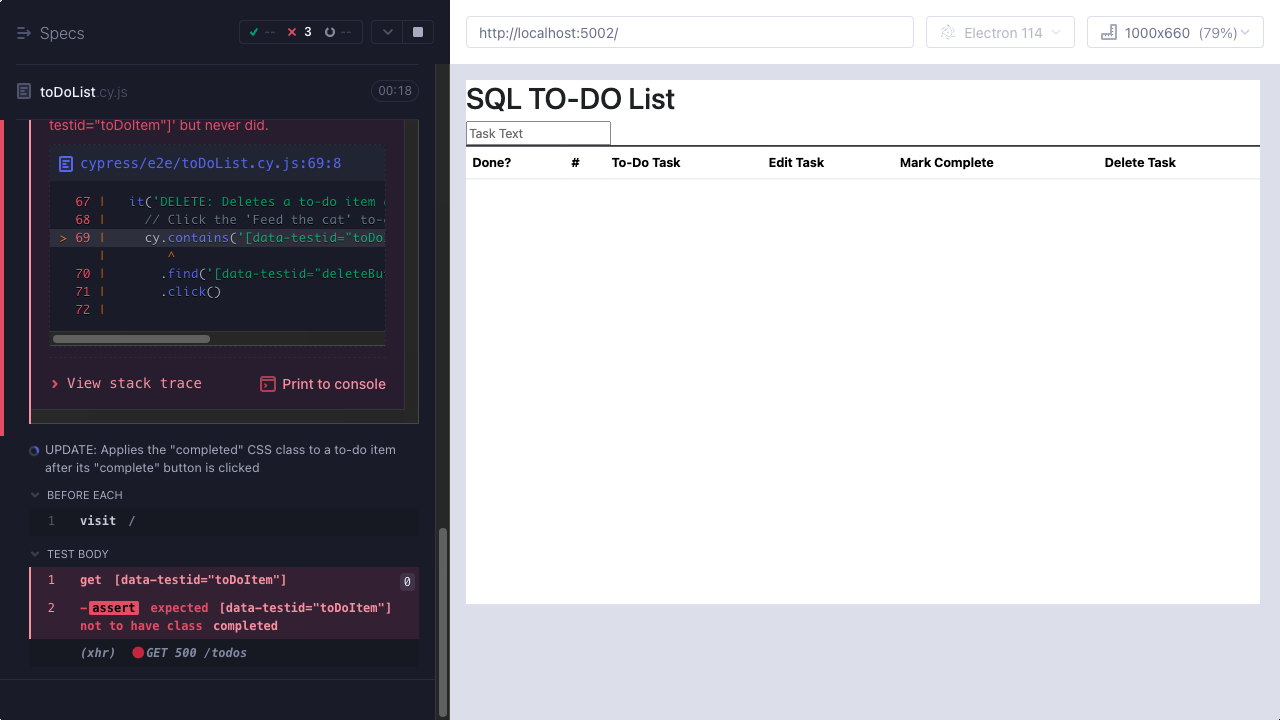 Specs
-- 3 --
toDoList.cy.js 00:18
testid="toDoItem"]' but never did.
cypress/e2e/toDoList.cy.js:69:8
67 | it('DELETE: Deletes a to-do item
68 | // Click the 'Feed the cat' to-
> 69 | cy.contains('[data-testid="toDo
| ^
70 | .find('[data-testid="deleteBu
71 | .click()
72 |
View stack trace
Print to console
UPDATE: Applies the "completed" CSS class to a to-do item
after its "complete" button is clicked
BEFORE EACH
1 visit /
TEST BODY
1 get [data-testid="toDoItem"] 0
2 -assert expected [data-testid="toDoItem"]
not to have class completed
(xhr) GET 500 /todos
http://localhost:5002/
Electron 114
1000x660 (79%)
SQL TO-DO List
Task Text
Done? # To-Do Task Edit Task Mark Complete Delete Task